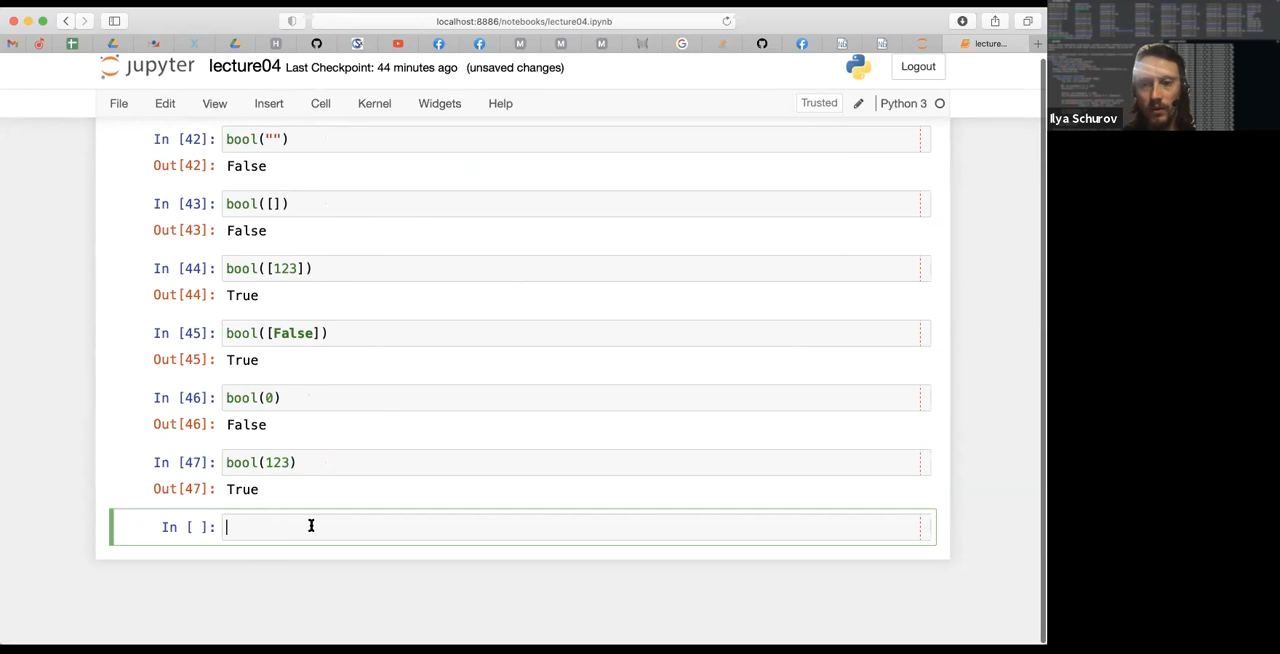 localhost:8886/notebooks/lecture04.ipynb
lecture...
jupyter lecture04 Last Checkpoint: 44 minutes ago (unsaved changes)
Logout
File Edit View Insert Cell Kernel Widgets Help
Trusted Python 3
In [42]: bool("")
Out[42]: False
In [43]: bool([])
Out[43]: False
In [44]: bool([123])
Out[44]: True
In [45]: bool([False])
Out[45]: True
In [46]: bool(0)
Out[46]: False
In [47]: bool(123)
Out[47]: True
In [ ]:
Ilya Schurov